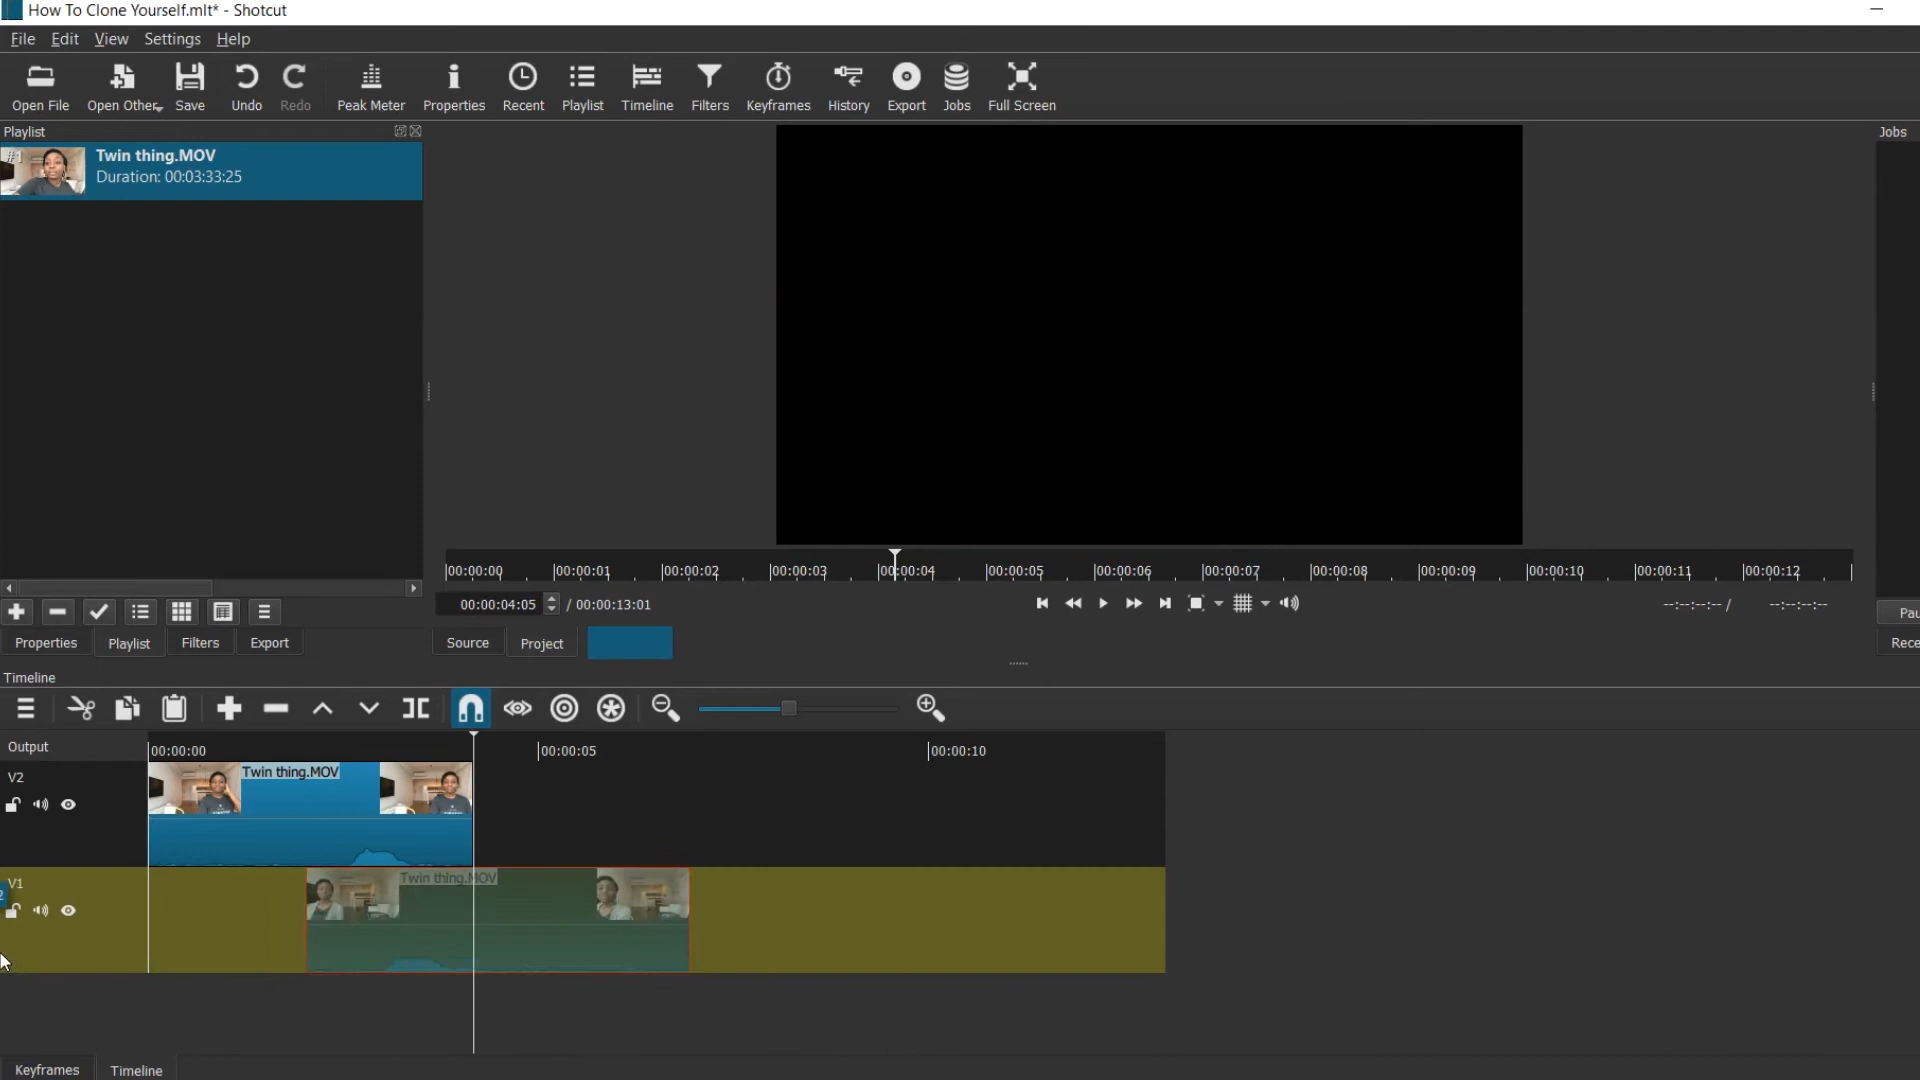 How To Clone Yourself.mlt* - Shotcut
File Edit View Settings Help
Open File Open Other Save Undo Redo Peak Meter Properties Recent Playlist Timeline Filters Keyframes History Export Jobs Full Screen
Playlist
Jobs
#1
Twin thing.MOV
Duration: 00:03:33:25
00:00:00 00:00:01 00:00:02 00:00:03 00:00:04 00:00:05 00:00:06 00:00:07 00:00:08 00:00:09 00:00:10 00:00:11 00:00:12
00:00:04:05 / 00:00:13:01
--:--:--:-- / --:--:--:--
Pau
Properties Playlist Filters Export
Source Project
Rece
Timeline
Output
00:00:00 00:00:05 00:00:10
V2
Twin thing.MOV
V1
Twin thing.MOV
2
Keyframes Timeline